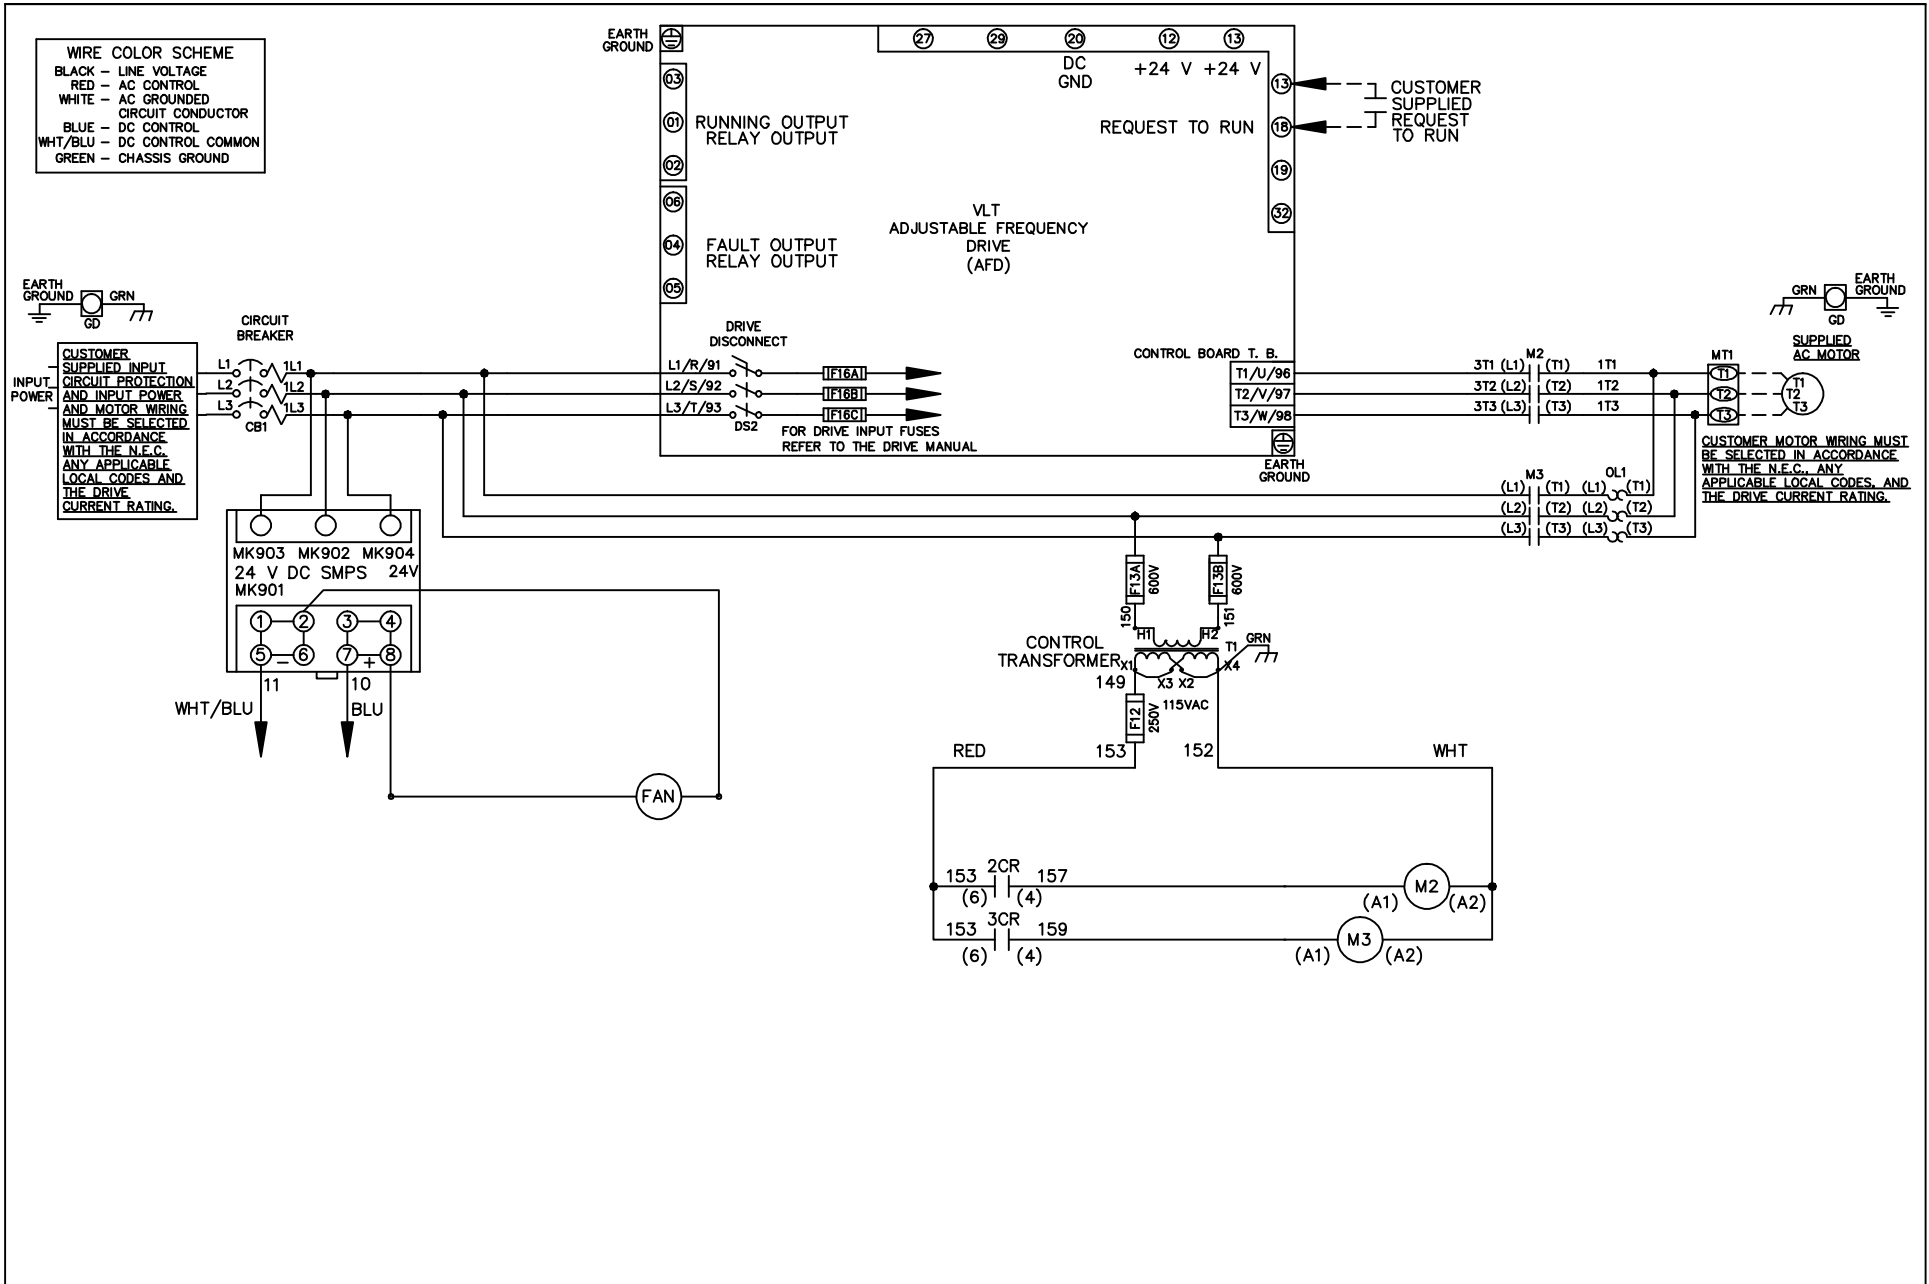 WIRE COLOR SCHEME
BLACK – LINE VOLTAGE
RED – AC CONTROL
WHITE – AC GROUNDED
CIRCUIT CONDUCTOR
BLUE – DC CONTROL
WHT/BLU – DC CONTROL COMMON
GREEN – CHASSIS GROUND
EARTH
GROUND
27 29 20 12 13
DC
GND
+24 V +24 V
03
01
02
RUNNING OUTPUT
RELAY OUTPUT
06
04
05
FAULT OUTPUT
RELAY OUTPUT
13
REQUEST TO RUN 18
19
32
CUSTOMER
SUPPLIED
REQUEST
TO RUN
VLT
ADJUSTABLE FREQUENCY
DRIVE
(AFD)
EARTH
GROUND
GRN
GD
CIRCUIT
BREAKER
INPUT
POWER
CUSTOMER
SUPPLIED INPUT
CIRCUIT PROTECTION
AND INPUT POWER
AND MOTOR WIRING
MUST BE SELECTED
IN ACCORDANCE
WITH THE N.E.C.
ANY APPLICABLE
LOCAL CODES AND
THE DRIVE
CURRENT RATING.
L1 1L1
L2 1L2
L3 1L3
CB1
DRIVE
DISCONNECT
L1/R/91 F16A
L2/S/92 F16B
L3/T/93 F16C
DS2
FOR DRIVE INPUT FUSES
REFER TO THE DRIVE MANUAL
CONTROL BOARD T. B.
T1/U/96
T2/V/97
T3/W/98
EARTH
GROUND
M2
3T1 (L1) (T1) 1T1
3T2 (L2) (T2) 1T2
3T3 (L3) (T3) 1T3
MT1
T1
T2
T3
T1
T2
T3
GRN
GD
EARTH
GROUND
SUPPLIED
AC MOTOR
CUSTOMER MOTOR WIRING MUST
BE SELECTED IN ACCORDANCE
WITH THE N.E.C., ANY
APPLICABLE LOCAL CODES, AND
THE DRIVE CURRENT RATING.
M3 OL1
(L1) (T1) (L1) (T1)
(L2) (T2) (L2) (T2)
(L3) (T3) (L3) (T3)
MK903 MK902 MK904
24 V DC SMPS 24V
MK901
1 2 3 4
5 – 6 7 + 8
11 10
WHT/BLU BLU
FAN
F13A 600V
F13B 600V
150 151
H1 H2
CONTROL
TRANSFORMER
T1
GRN
X1 X4
X3 X2
149
115VAC
F12 250V
RED 153 152 WHT
2CR
153 157
(6) (4)
M2
(A1) (A2)
3CR
153 159
(6) (4)
M3
(A1) (A2)